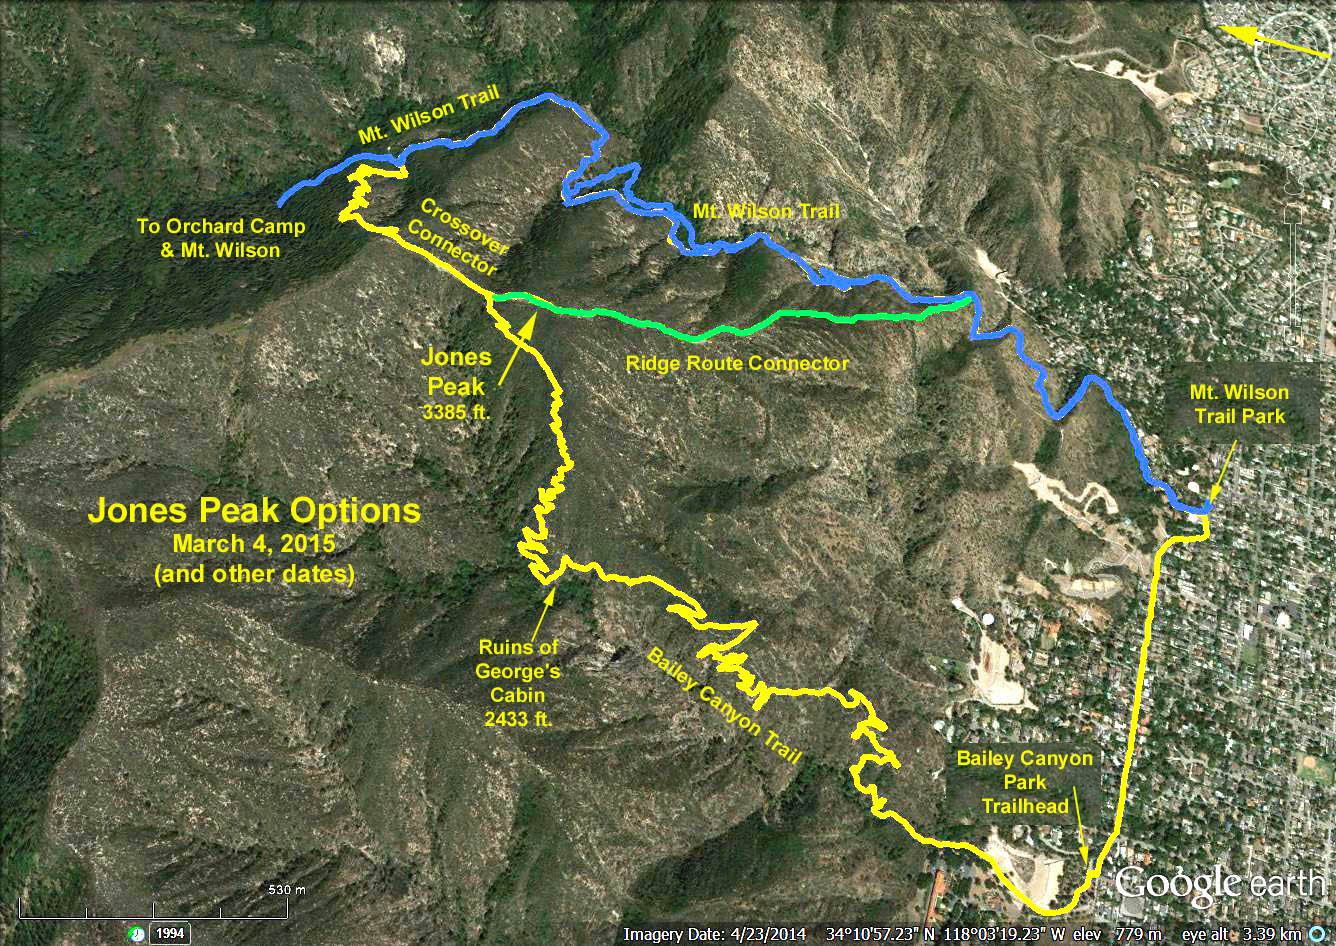 Mt. Wilson Trail
To Orchard Camp
& Mt. Wilson
Crossover
Connector
Mt. Wilson Trail
Jones
Peak
3385 ft.
Ridge Route Connector
Mt. Wilson
Trail Park
Jones Peak Options
March 4, 2015
(and other dates)
Ruins of
George's
Cabin
2433 ft.
Bailey Canyon Trail
Bailey Canyon
Park
Trailhead
Google earth
530 m
1994
Imagery Date: 4/23/2014 34°10'57.23" N 118°03'19.23" W elev 779 m eye alt 3.39 km